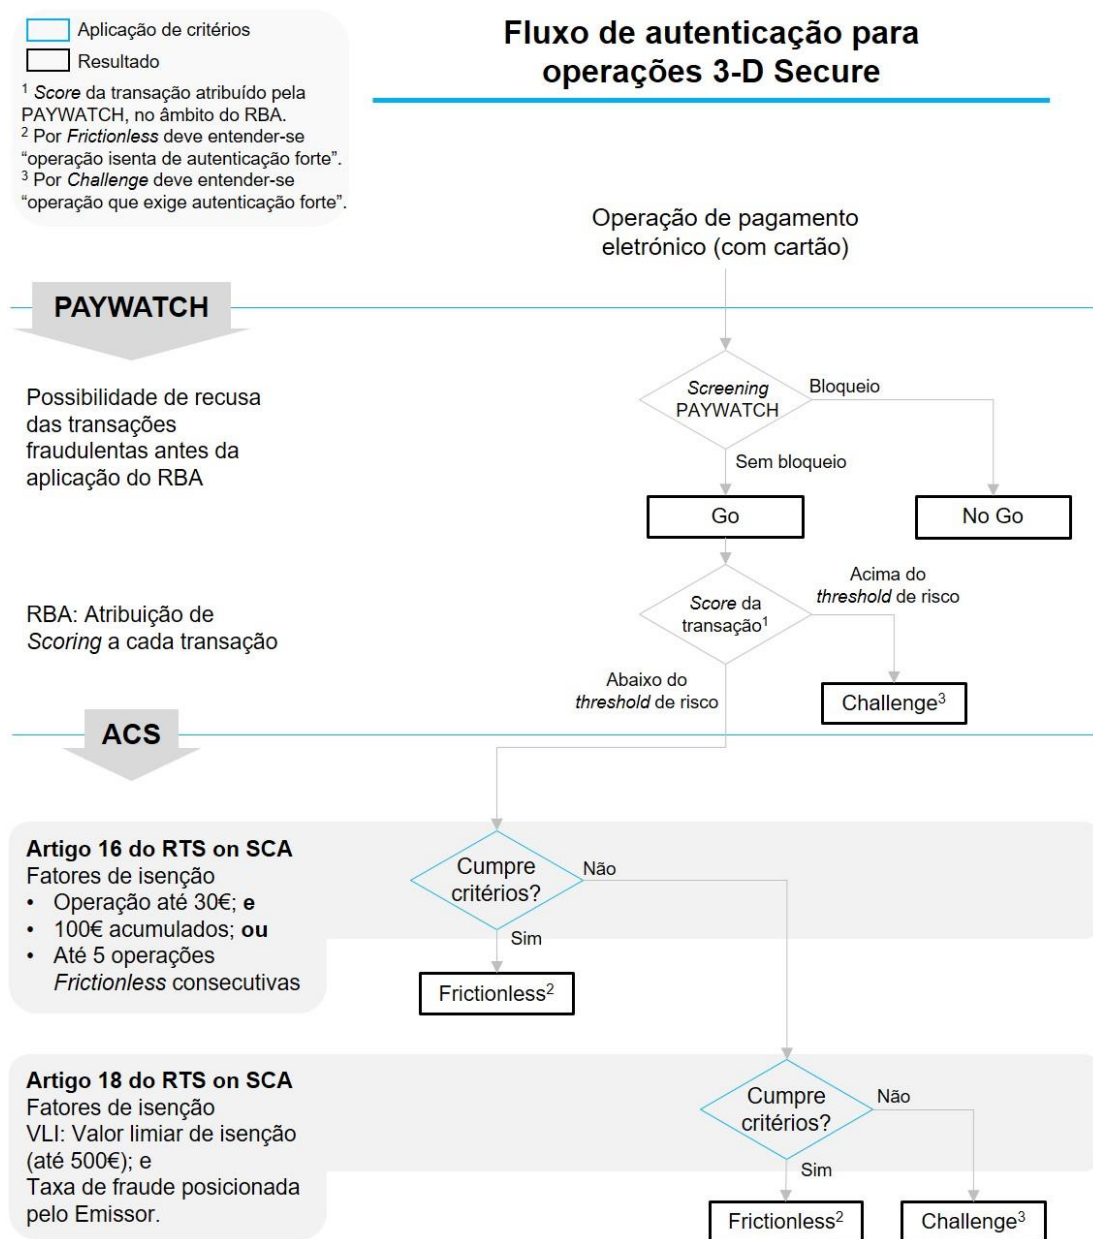 Aplicação de critérios
Resultado
¹ Score da transação atribuído pela
PAYWATCH, no âmbito do RBA.
² Por Frictionless deve entender-se
“operação isenta de autenticação forte”.
³ Por Challenge deve entender-se
“operação que exige autenticação forte”.
Fluxo de autenticação para
operações 3-D Secure
Operação de pagamento
eletrónico (com cartão)
PAYWATCH
Possibilidade de recusa
das transações
fraudulentas antes da
aplicação do RBA
Screening
PAYWATCH
Bloqueio
Sem bloqueio
Go
No Go
RBA: Atribuição de
Scoring a cada transação
Score da
transação¹
Acima do
threshold de risco
Abaixo do
threshold de risco
Challenge³
ACS
Artigo 16 do RTS on SCA
Fatores de isenção
• Operação até 30€; e
• 100€ acumulados; ou
• Até 5 operações
Frictionless consecutivas
Cumpre
critérios?
Não
Sim
Frictionless²
Artigo 18 do RTS on SCA
Fatores de isenção
VLI: Valor limiar de isenção
(até 500€); e
Taxa de fraude posicionada
pelo Emissor.
Cumpre
critérios?
Não
Sim
Frictionless²
Challenge³